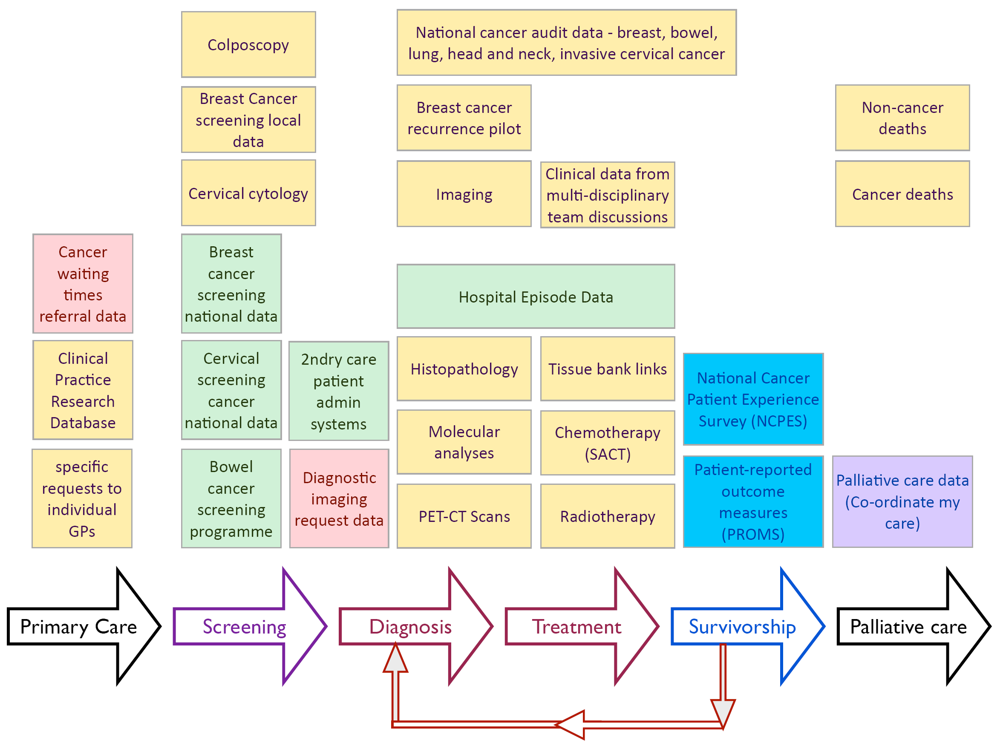 Colposcopy
National cancer audit data - breast, bowel,
lung, head and neck, invasive cervical cancer
Breast Cancer
screening local
data
Breast cancer
recurrence pilot
Non-cancer
deaths
Cervical cytology
Imaging
Clinical data from
multi-disciplinary
team discussions
Cancer deaths
Cancer
waiting
times
referral data
Breast
cancer
screening
national data
Hospital Episode Data
Clinical
Practice
Research
Database
Cervical
screening
cancer
national data
2ndry care
patient
admin
systems
Histopathology
Tissue bank links
National Cancer
Patient Experience
Survey (NCPES)
Molecular
analyses
Chemotherapy
(SACT)
specific
requests to
individual
GPs
Bowel
cancer
screening
programme
Diagnostic
imaging
request data
PET-CT Scans
Radiotherapy
Patient-reported
outcome
measures
(PROMS)
Palliative care data
(Co-ordinate my
care)
Primary Care
Screening
Diagnosis
Treatment
Survivorship
Palliative care